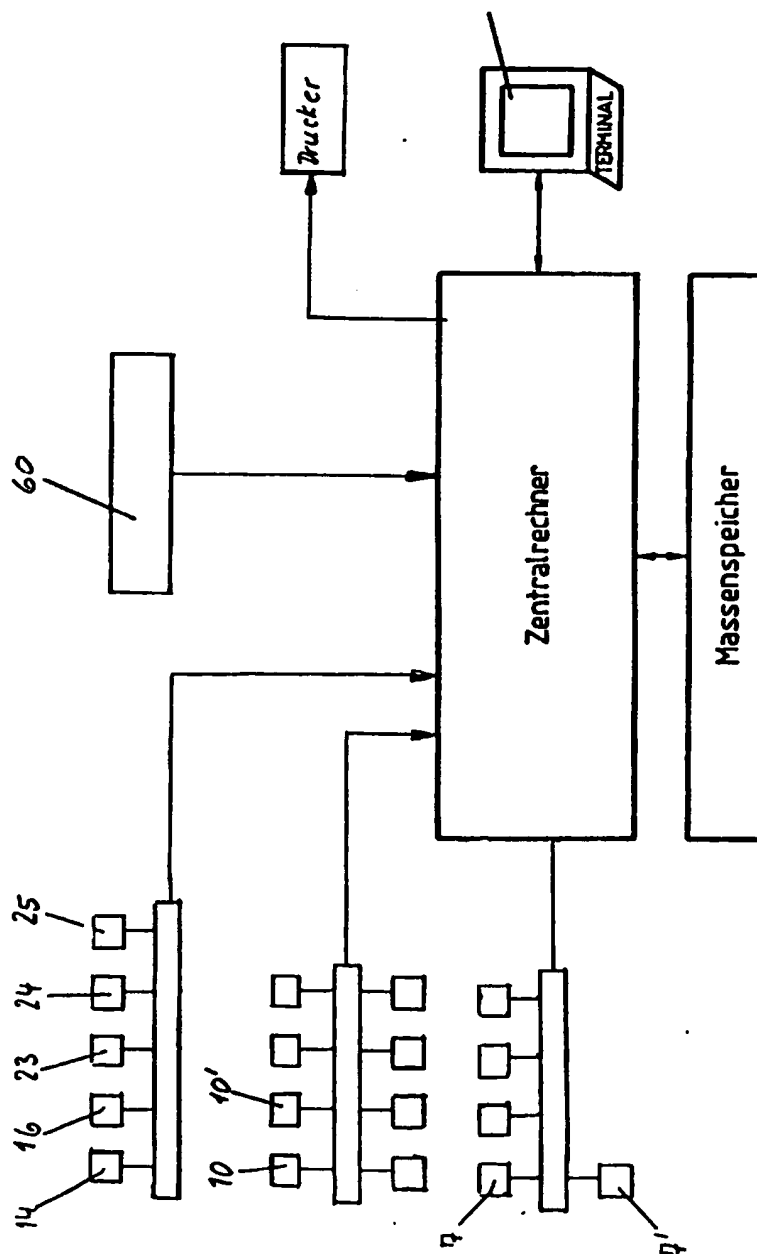 Drucker
TERMINAL
60
Zentralrechner
Massenspeicher
25
24
23
16
14
10'
10